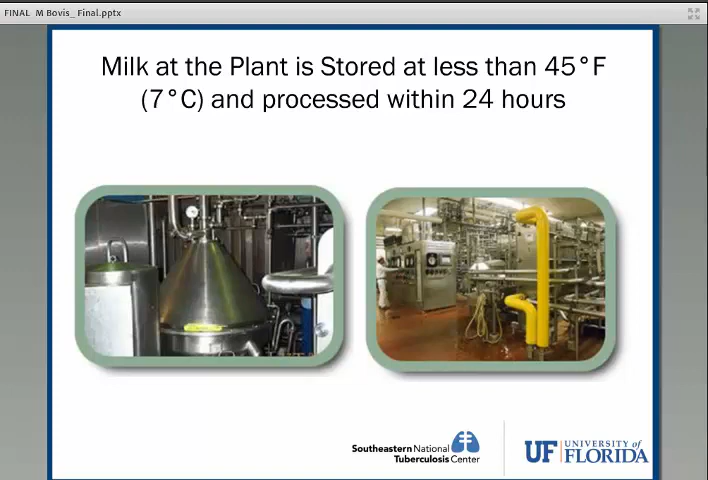 FINAL M Bovis_ Final.pptx
Milk at the Plant is Stored at less than 45°F
(7°C) and processed within 24 hours
Southeastern National
Tuberculosis Center
UF UNIVERSITY of
FLORIDA